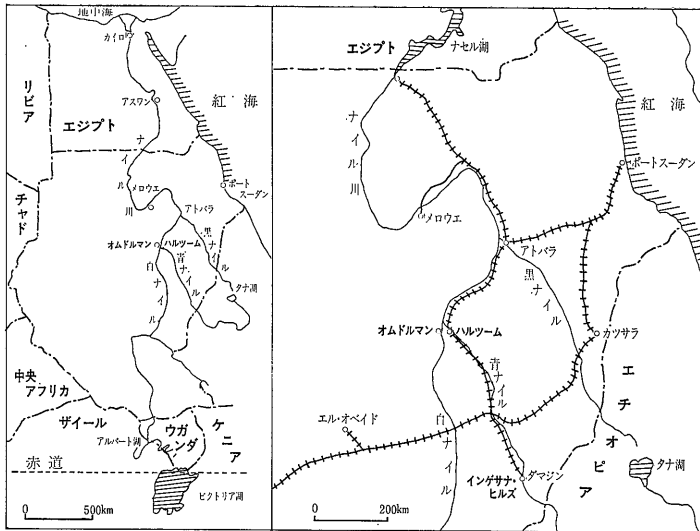 地中海
カイロ
リビア
アスワン
紅海
エジプト
ナイル川
ポートスーダン
メロウエ
アトバラ
チャド
黒ナイル
オムドルマン
ハルツーム
青ナイル
白ナイル
タナ湖
中央アフリカ
ザイール
ウガンダ
ケニア
アルバート湖
赤道
ビクトリア湖
0
500km
エジプト
ナセル湖
紅海
ナイル川
ポートスーダン
メロウエ
アトバラ
黒ナイル
オムドルマン
ハルツーム
カツサラ
青ナイル
エチオピア
エル・オベイド
白ナイル
タナ湖
インゲサナ・ヒルズ
ダマジン
0
200km